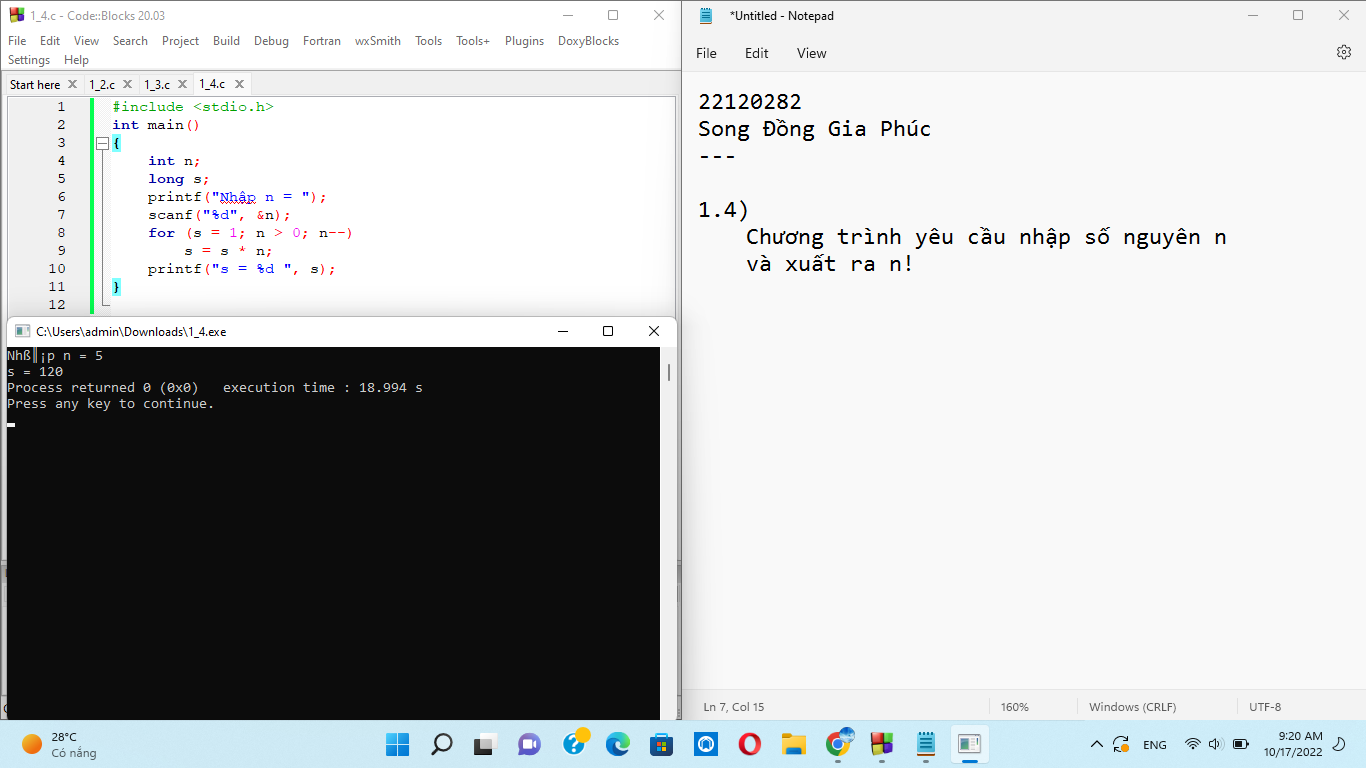 1_4.c - Code::Blocks 20.03
File Edit View Search Project Build Debug Fortran wxSmith Tools Tools+ Plugins DoxyBlocks
Settings Help
Start here 1_2.c 1_3.c 1_4.c
1 #include <stdio.h>
2 int main()
3 {
4 int n;
5 long s;
6 printf("Nhập n = ");
7 scanf("%d", &n);
8 for (s = 1; n > 0; n--)
9 s = s * n;
10 printf("s = %d ", s);
11 }
12
C:\Users\admin\Downloads\1_4.exe
Nhß║¡p n = 5
s = 120
Process returned 0 (0x0) execution time : 18.994 s
Press any key to continue.
*Untitled - Notepad
File Edit View
22120282
Song Đồng Gia Phúc
---
1.4)
Chương trình yêu cầu nhập số nguyên n
và xuất ra n!
Ln 7, Col 15 160% Windows (CRLF) UTF-8
28°C
Có nắng
ENG
9:20 AM
10/17/2022